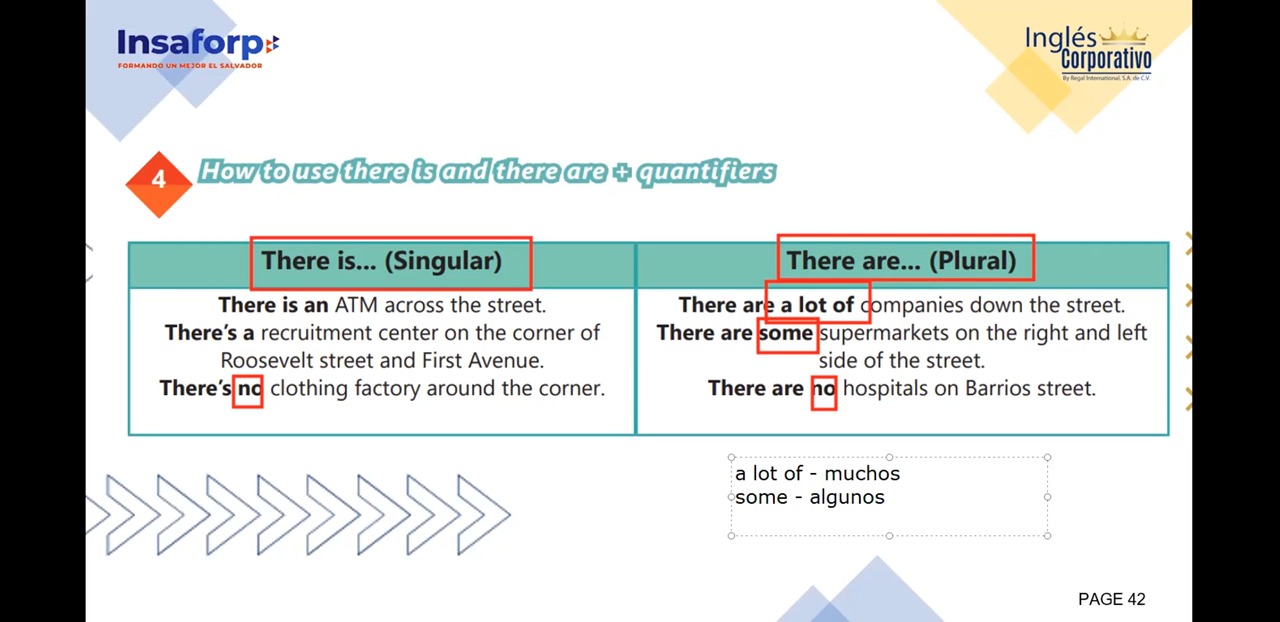 Insaforp
FORMANDO UN MEJOR EL SALVADOR
Inglés
Corporativo
By Regal International, S.A. de C.V.
4
How to use there is and there are + quantifiers
There is... (Singular)
There is an ATM across the street.
There's a recruitment center on the corner of
Roosevelt street and First Avenue.
There's no clothing factory around the corner.
There are... (Plural)
There are a lot of companies down the street.
There are some supermarkets on the right and left
side of the street.
There are no hospitals on Barrios street.
a lot of - muchos
some - algunos
PAGE 42